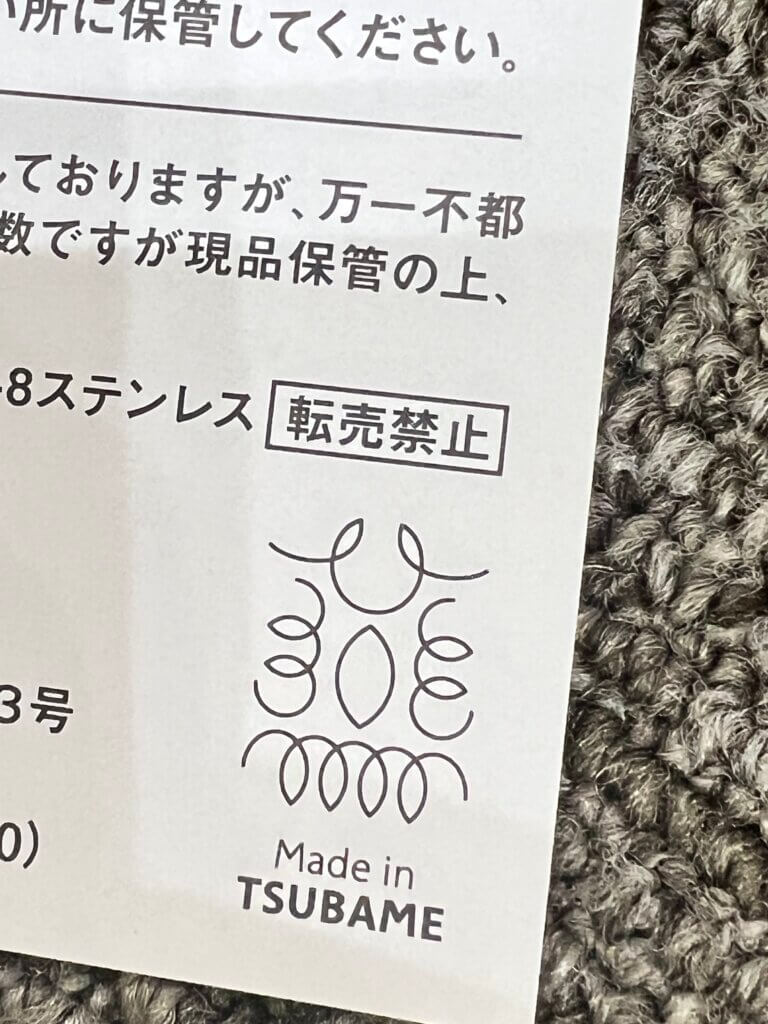 い所に保管してください。
しておりますが、万一不都
数ですが現品保管の上、
-8ステンレス 転売禁止
3号
0)
Made in
TSUBAME